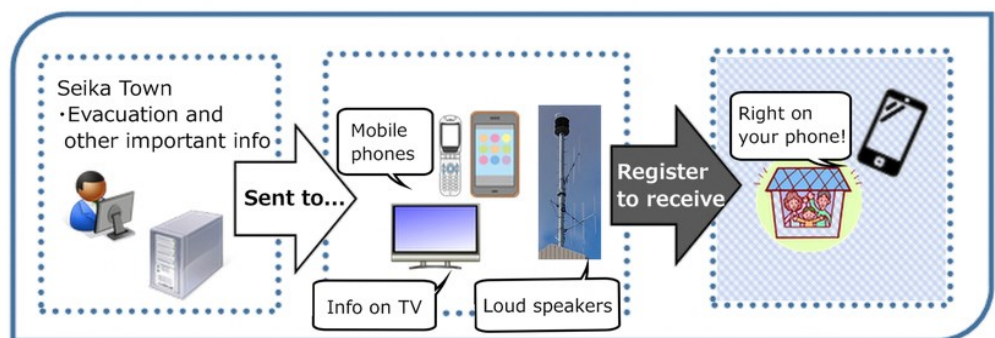 Seika Town
・Evacuation and
other important info
Sent to...
Mobile
phones
Info on TV
Loud speakers
Register
to receive
Right on
your phone!